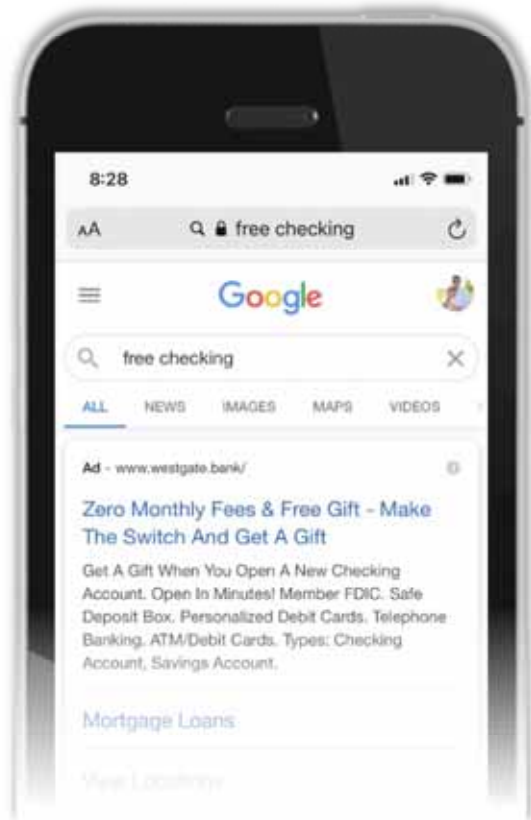 8:28
AA free checking
Google
free checking
ALL NEWS IMAGES MAPS VIDEOS
Ad - www.westgate.bank/
Zero Monthly Fees & Free Gift - Make
The Switch And Get A Gift
Get A Gift When You Open A New Checking
Account. Open In Minutes! Member FDIC. Safe
Deposit Box. Personalized Debit Cards. Telephone
Banking. ATM/Debit Cards. Types: Checking
Account, Savings Account.
Mortgage Loans
View Locations